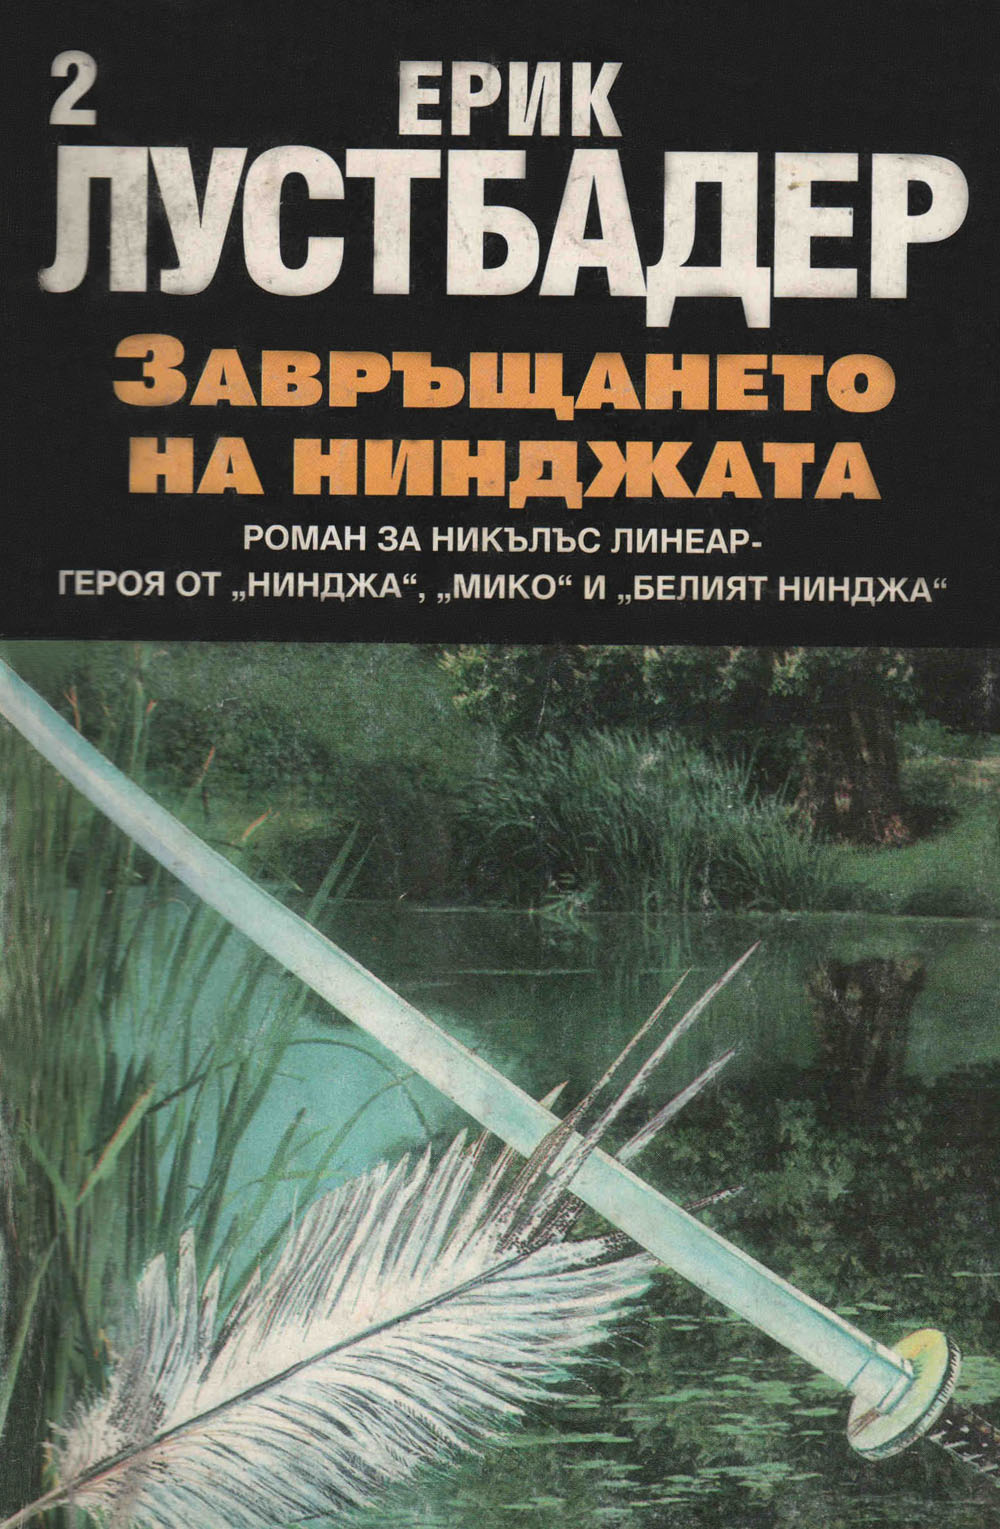 2
ЕРИК
ЛУСТБАДЕР
ЗАВРЪЩАНЕТО
НА НИНДЖАТА
РОМАН ЗА НИКЪЛЪС ЛИНЕАР-
ГЕРОЯ ОТ „НИНДЖА“, „МИКО“ И „БЕЛИЯТ НИНДЖА“